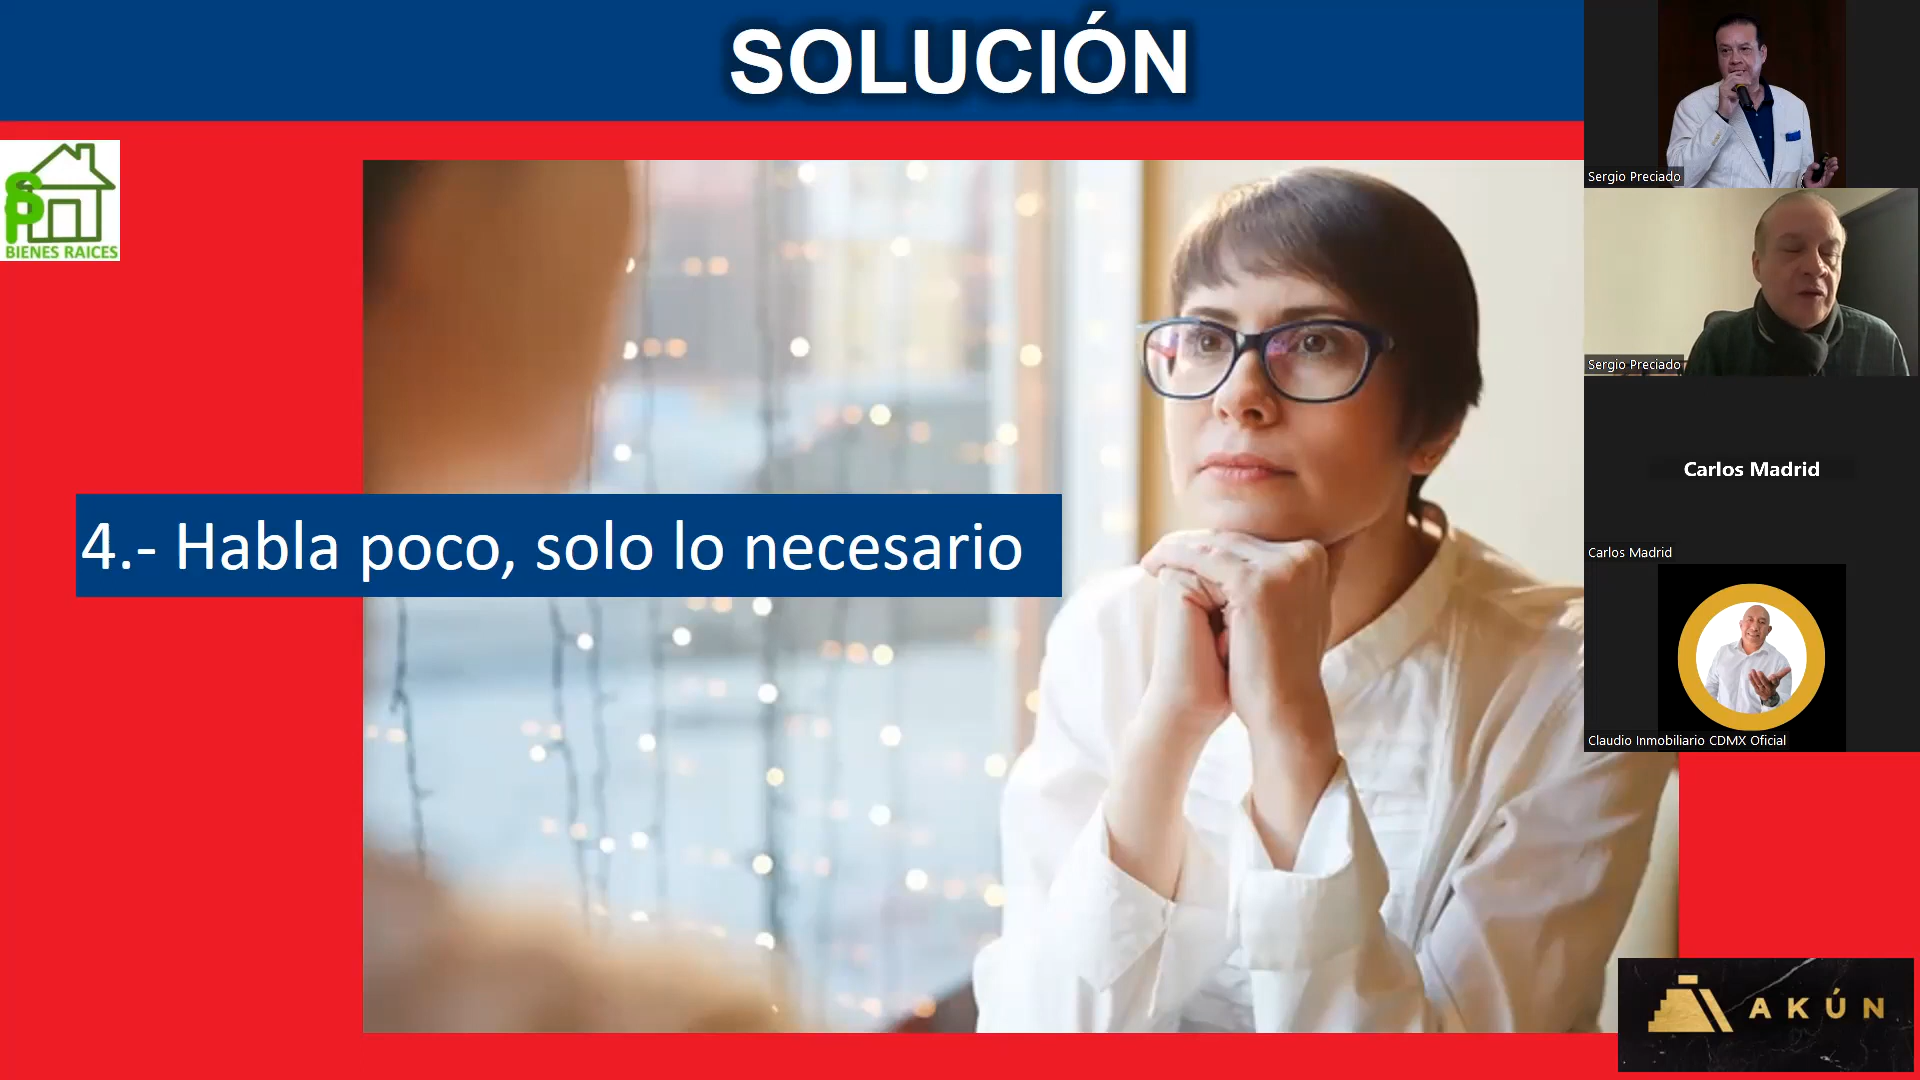 SOLUCIÓN
SP
BIENES RAICES
4.- Habla poco, solo lo necesario
Sergio Preciado
Sergio Preciado
Carlos Madrid
Carlos Madrid
Claudio Inmobiliario CDMX Oficial
AKÚN